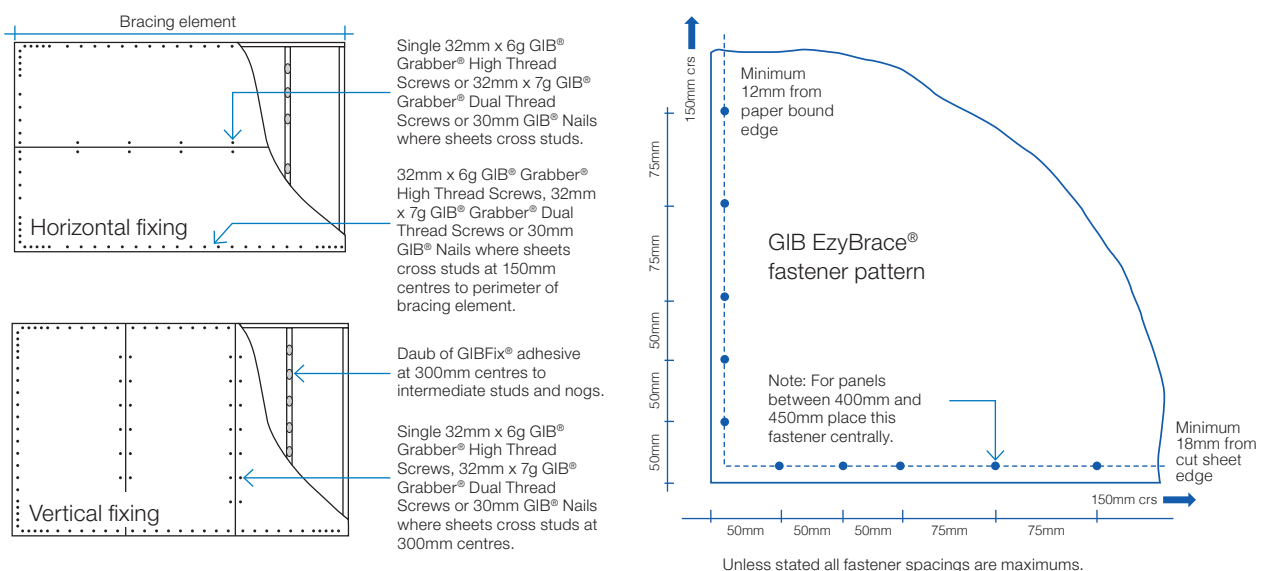 Bracing element
Single 32mm x 6g GIB®
Grabber® High Thread
Screws or 32mm x 7g GIB®
Grabber® Dual Thread
Screws or 30mm GIB® Nails
where sheets cross studs.
32mm x 6g GIB® Grabber®
High Thread Screws, 32mm
x 7g GIB® Grabber® Dual
Thread Screws or 30mm
GIB® Nails where sheets
cross studs at 150mm
centres to perimeter of
bracing element.
Horizontal fixing
Daub of GIBFix® adhesive
at 300mm centres to
intermediate studs and nogs.
Single 32mm x 6g GIB®
Grabber® High Thread
Screws, 32mm x 7g GIB®
Grabber® Dual Thread
Screws or 30mm GIB® Nails
where sheets cross studs at
300mm centres.
Vertical fixing
150mm crs
75mm
75mm
50mm
50mm
50mm
Minimum
12mm from
paper bound
edge
GIB EzyBrace®
fastener pattern
Note: For panels
between 400mm and
450mm place this
fastener centrally.
Minimum
18mm from
cut sheet
edge
150mm crs
50mm
50mm
50mm
75mm
75mm
Unless stated all fastener spacings are maximums.